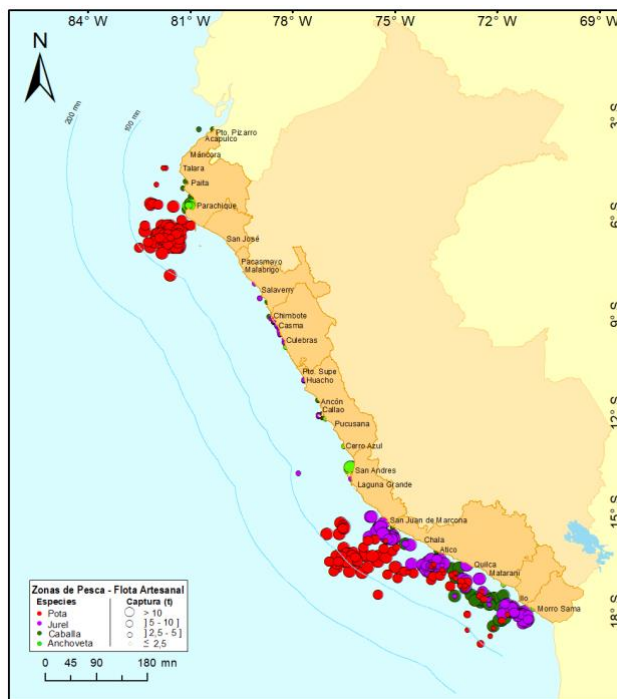 84° W 81° W 78° W 75° W 72° W 69° W
N
200 mn
100 mn
3° S
6° S
9° S
12° S
15° S
18° S
Pto. Pizarro
Acapulco
Máncora
Talara
Paita
Parachique
San José
Pacasmayo
Malabrigo
Salaverry
Chimbote
Casma
Culebras
Pto. Supe
Huacho
Ancón
Callao
Pucusana
Cerro Azul
San Andres
Laguna Grande
San Juan de Marcona
Chala
Atico
Quilca
Matarani
Ilo
Morro Sama
Zonas de Pesca - Flota Artesanal
Especies Captura (t)
Pota > 10
Jurel ] 5 - 10 ]
Caballa ] 2,5 - 5 ]
Anchoveta ≤ 2,5
0 45 90 180 mn